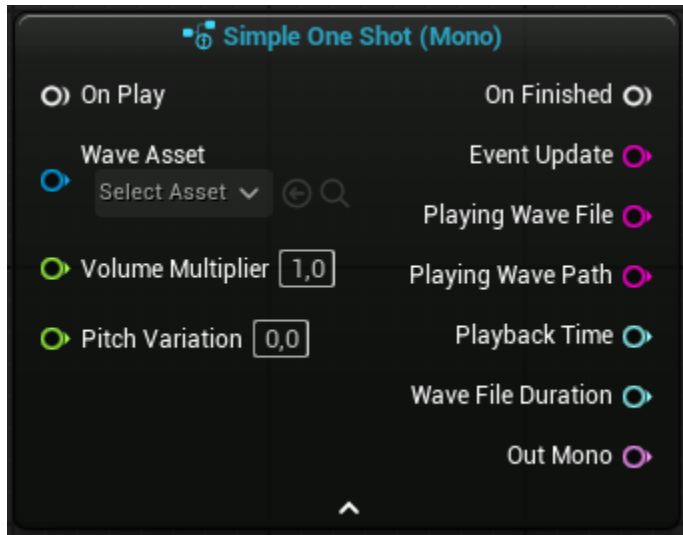 Simple One Shot (Mono)
On Play
On Finished
Wave Asset
Select Asset
Event Update
Playing Wave File
Volume Multiplier 1,0
Playing Wave Path
Pitch Variation 0,0
Playback Time
Wave File Duration
Out Mono